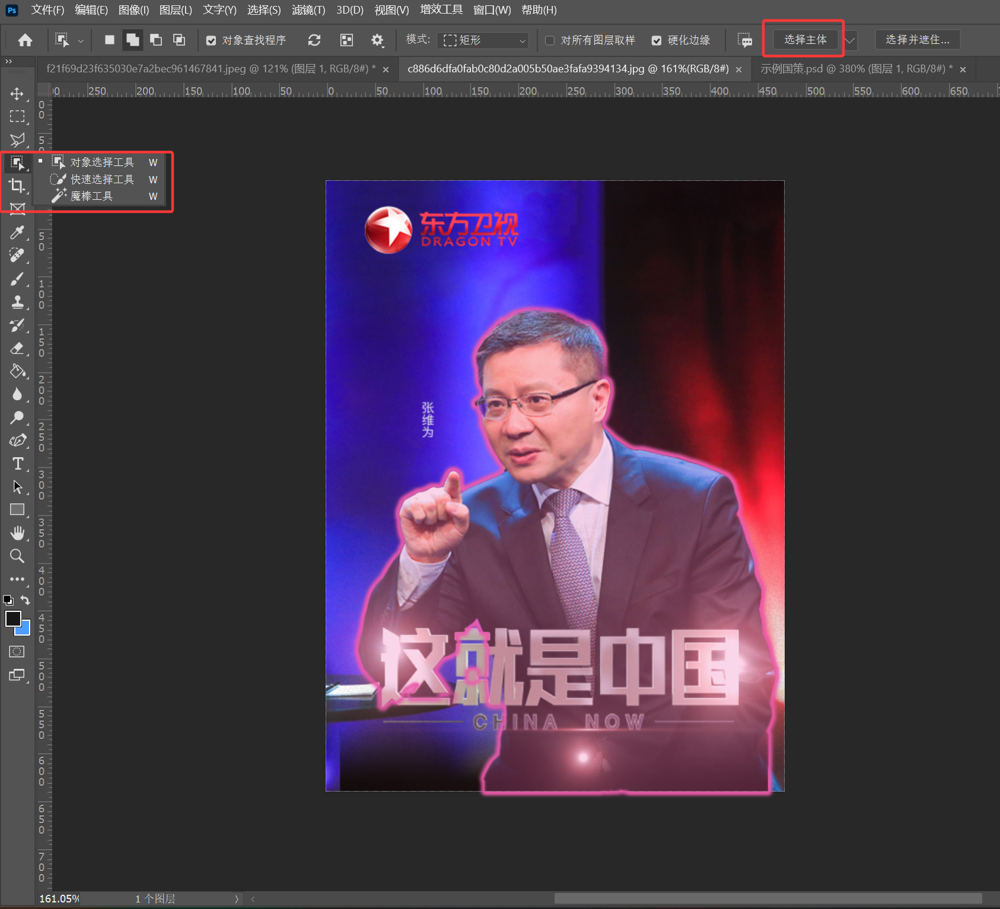 Ps 文件(F) 编辑(E) 图像(I) 图层(L) 文字(Y) 选择(S) 滤镜(T) 3D(D) 视图(V) 增效工具 窗口(W) 帮助(H)
对象查找程序 模式: 矩形 对所有图层取样 硬化边缘 选择主体 选择并遮住...
f21f69d23f635030e7a2bec961467841.jpeg @ 121% (图层 1, RGB/8#) * × c886d6dfa0fab0c80d2a005b50ae3fafa9394134.jpg @ 161%(RGB/8#) × 示例国策.psd @ 380% (图层 1, RGB/8#) * ×
00 250 200 150 100 50 0 50 100 150 200 250 300 350 400 450 500 550 600 650 7
0 0
50
50
100
150
200
250
300
350
400
450
500
550
600
650
700
对象选择工具 W
快速选择工具 W
魔棒工具 W
东方卫视
DRAGON TV
张维为
这就是中国
CHINA NOW
161.05% 1 个图层